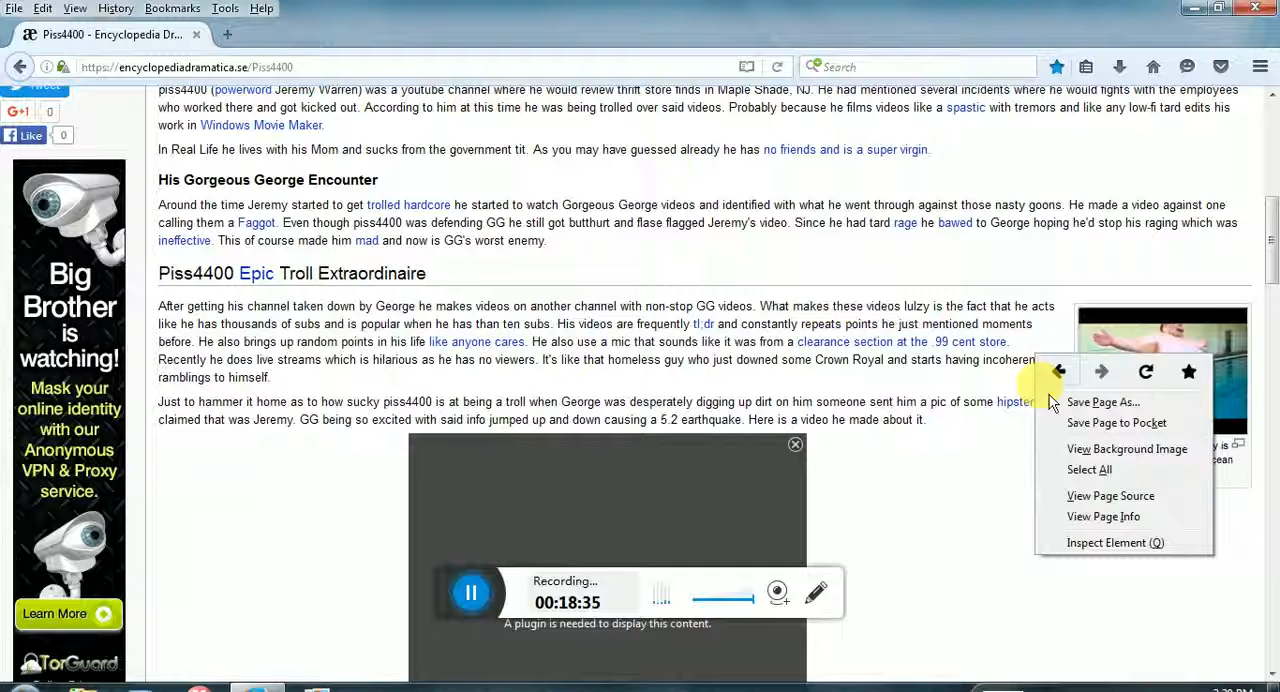 File Edit View History Bookmarks Tools Help
æ Piss4400 - Encyclopedia Dr...
https://encyclopediadramatica.se/Piss4400
Search
Tweet
G+1 0
Like 0
piss4400 (powerword Jeremy Warren) was a youtube channel where he would review thrift store finds in Maple Shade, NJ. He had mentioned several incidents where he would fights with the employees
who worked there and got kicked out. According to him at this time he was being trolled over said videos. Probably because he films videos like a spastic with tremors and like any low-fi tard edits his
work in Windows Movie Maker.
In Real Life he lives with his Mom and sucks from the government tit. As you may have guessed already he has no friends and is a super virgin.
His Gorgeous George Encounter
Around the time Jeremy started to get trolled hardcore he started to watch Gorgeous George videos and identified with what he went through against those nasty goons. He made a video against one
calling them a Faggot. Even though piss4400 was defending GG he still got butthurt and flase flagged Jeremy's video. Since he had tard rage he bawed to George hoping he'd stop his raging which was
ineffective. This of course made him mad and now is GG's worst enemy.
Piss4400 Epic Troll Extraordinaire
After getting his channel taken down by George he makes videos on another channel with non-stop GG videos. What makes these videos lulzy is the fact that he acts
like he has thousands of subs and is popular when he has than ten subs. His videos are frequently tl;dr and constantly repeats points he just mentioned moments
before. He also brings up random points in his life like anyone cares. He also use a mic that sounds like it was from a clearance section at the .99 cent store.
Recently he does live streams which is hilarious as he has no viewers. It's like that homeless guy who just downed some Crown Royal and starts having incoheren
ramblings to himself.
Just to hammer it home as to how sucky piss4400 is at being a troll when George was desperately digging up dirt on him someone sent him a pic of some hipster
claimed that was Jeremy. GG being so excited with said info jumped up and down causing a 5.2 earthquake. Here is a video he made about it.
y is
cean
Save Page As...
Save Page to Pocket
View Background Image
Select All
View Page Source
View Page Info
Inspect Element (Q)
Big
Brother
is
watching!
Mask your
online identity
with our
Anonymous
VPN & Proxy
service.
Learn More
TorGuard
Recording...
00:18:35
A plugin is needed to display this content.